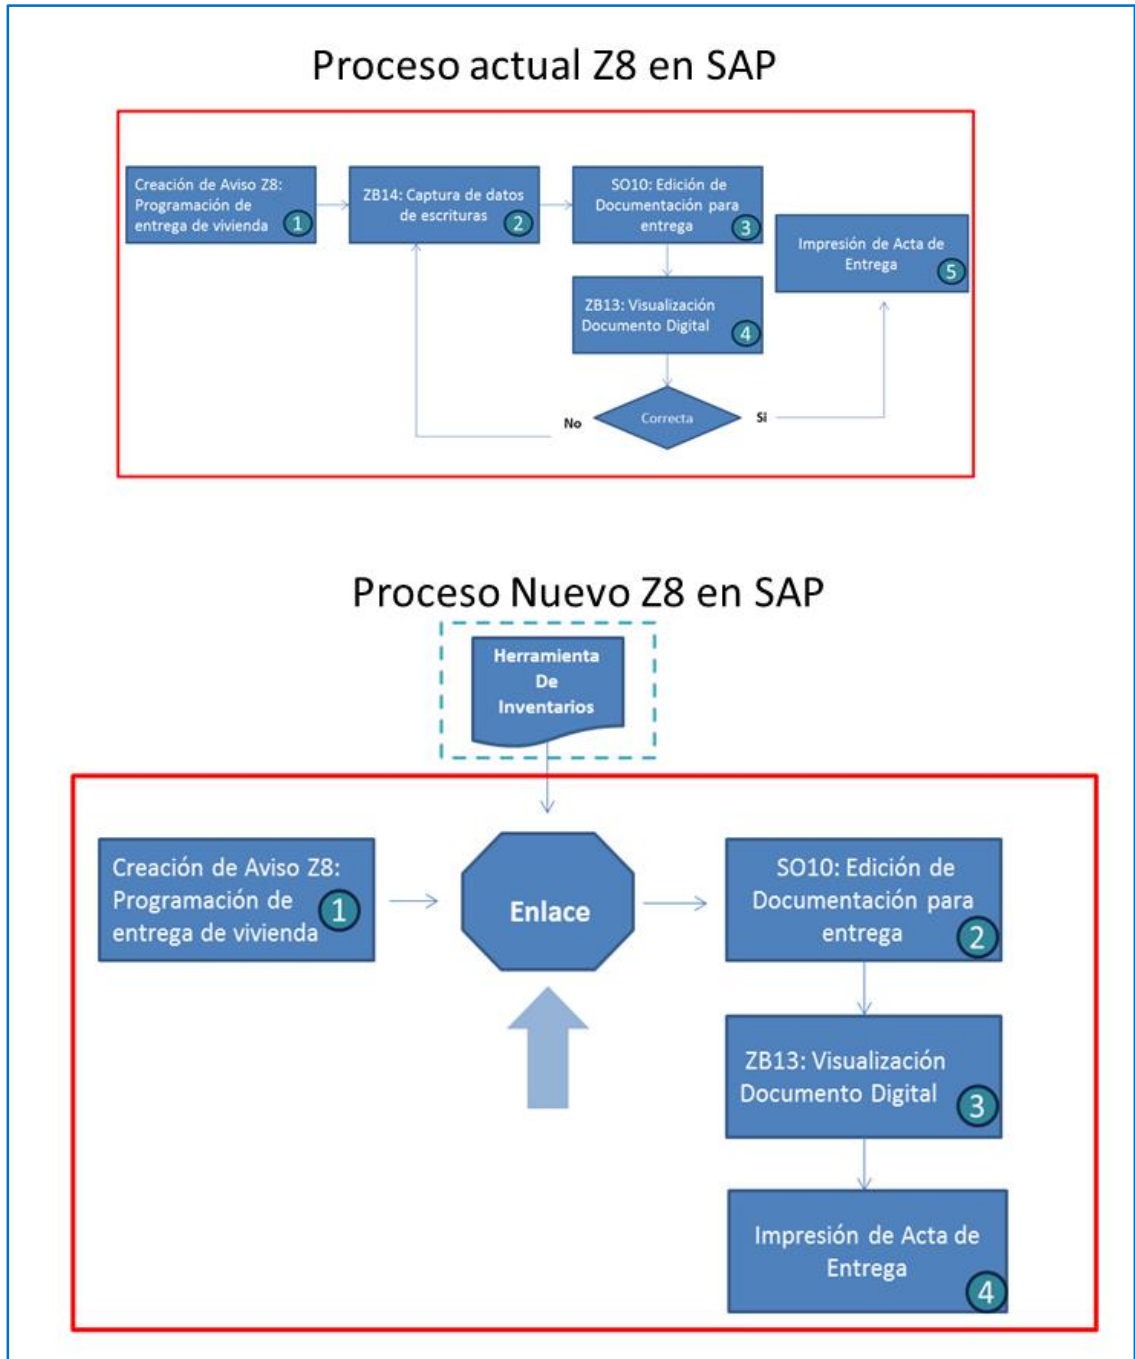 Proceso actual Z8 en SAP
Creación de Aviso Z8:
Programación de
entrega de vivienda
1
ZB14: Captura de datos
de escrituras
2
SO10: Edición de
Documentación para
entrega
3
Impresión de Acta de
Entrega
5
ZB13: Visualización
Documento Digital
4
No
Correcta
Si
Proceso Nuevo Z8 en SAP
Herramienta
De
Inventarios
Creación de Aviso Z8:
Programación de
entrega de vivienda
1
Enlace
SO10: Edición de
Documentación para
entrega
2
ZB13: Visualización
Documento Digital
3
Impresión de Acta de
Entrega
4